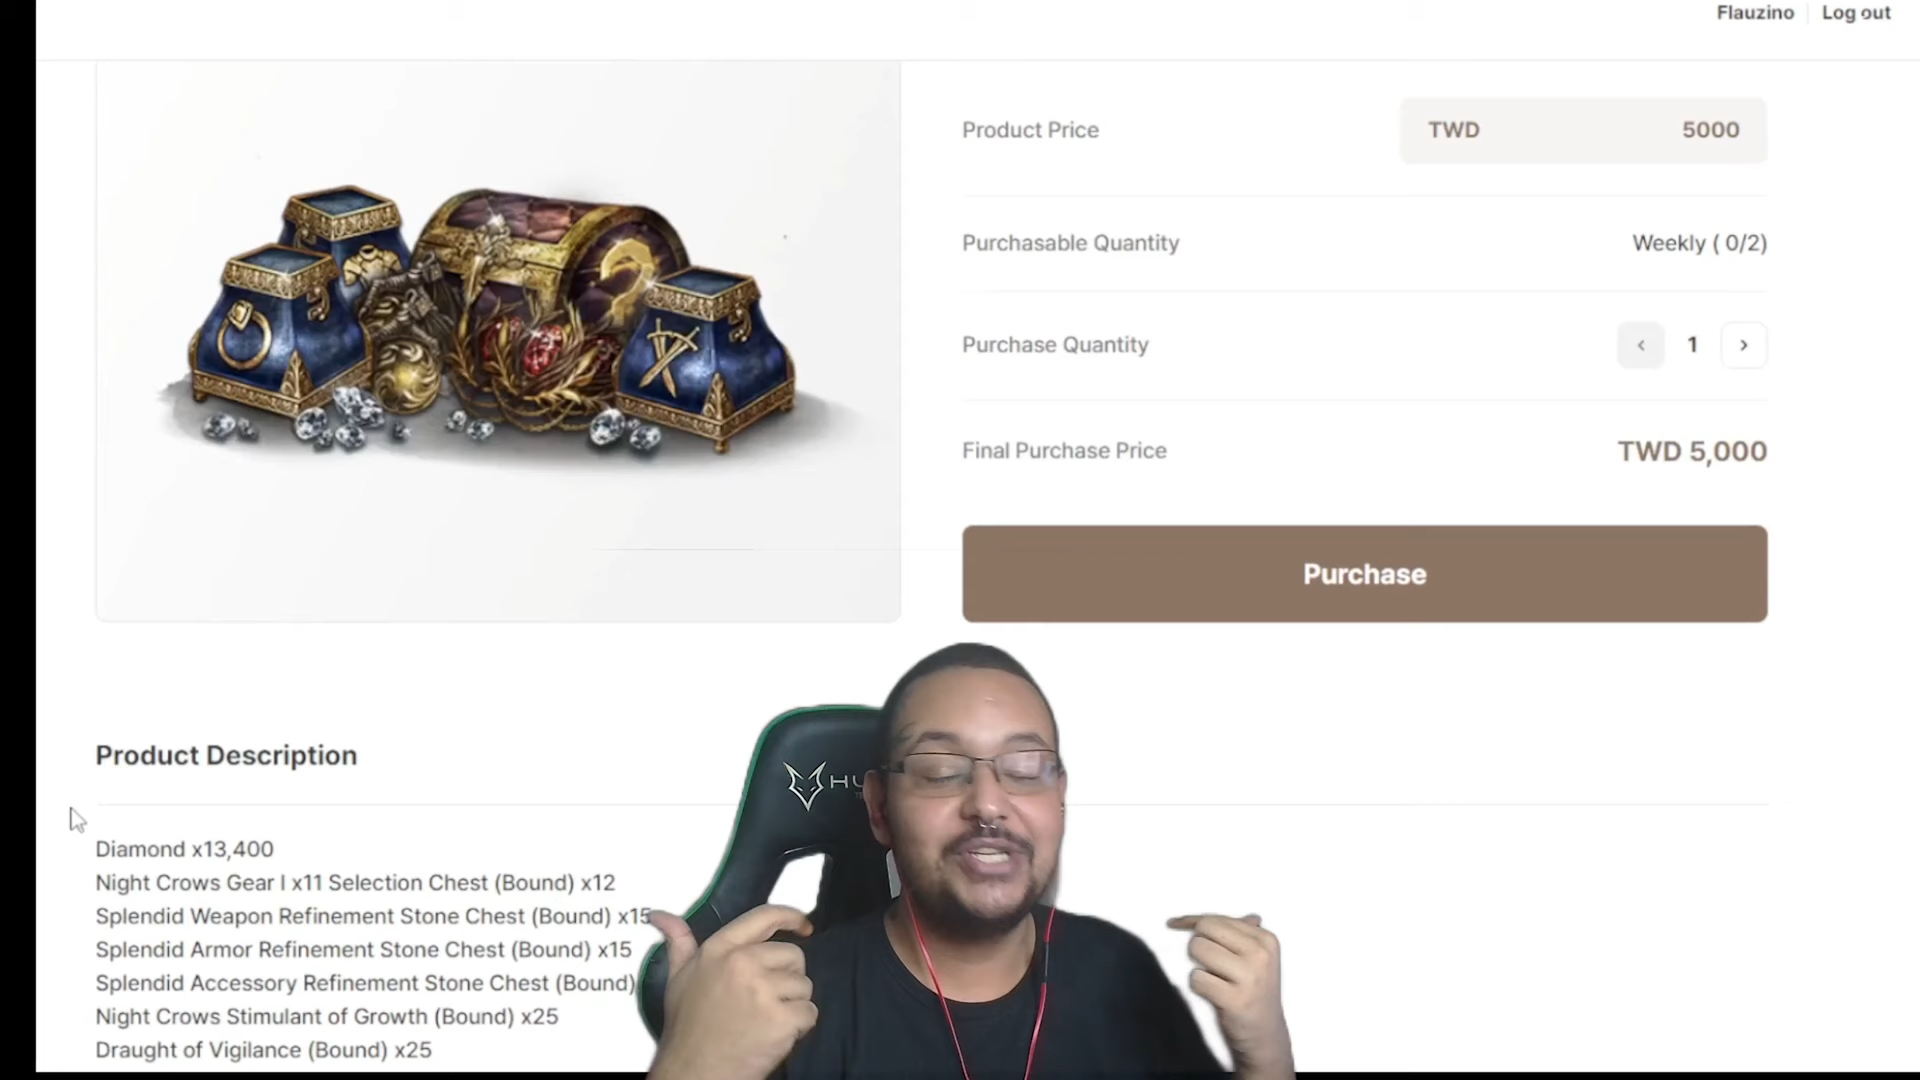 Flauzino
Log out
Product Price
TWD 5000
Purchasable Quantity
Weekly ( 0/2)
Purchase Quantity
1
Final Purchase Price
TWD 5,000
Purchase
Product Description
Diamond x13,400
Night Crows Gear I x11 Selection Chest (Bound) x12
Splendid Weapon Refinement Stone Chest (Bound) x15
Splendid Armor Refinement Stone Chest (Bound) x15
Splendid Accessory Refinement Stone Chest (Bound)
Night Crows Stimulant of Growth (Bound) x25
Draught of Vigilance (Bound) x25
HU